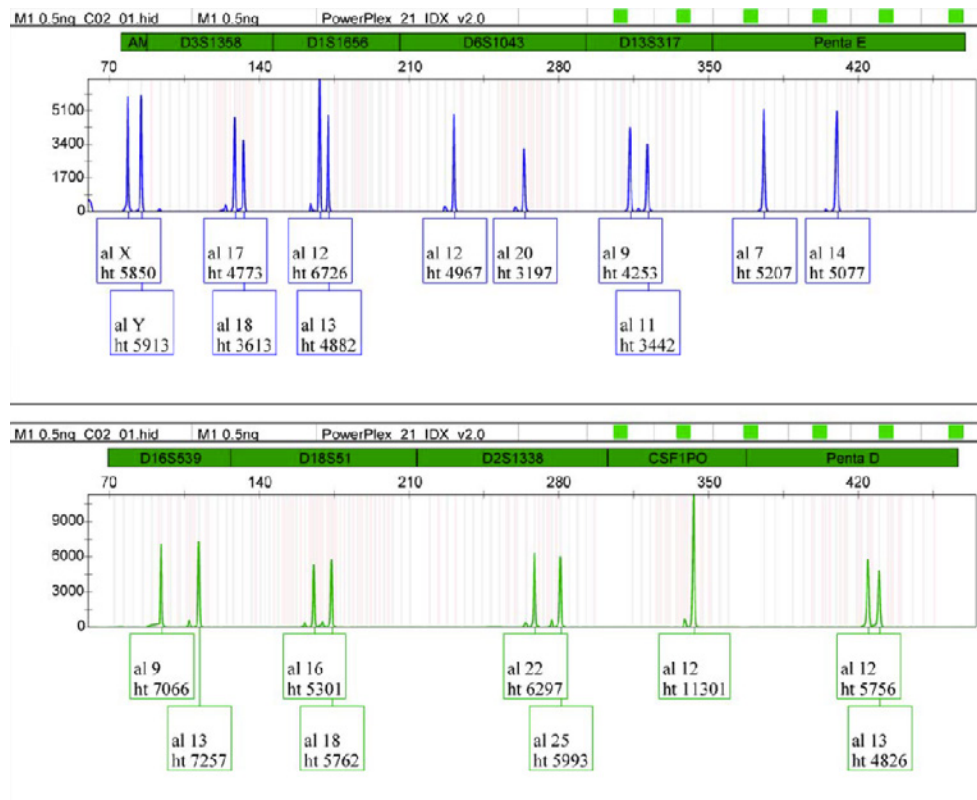 M1 0.5ng_C02_01.hid M1 0.5ng PowerPlex_21_IDX_v2.0
AM D3S1358 D1S1656 D6S1043 D13S317 Penta E
70 140 210 280 350 420
5100
3400
1700
0
al X al 17 al 12 al 12 al 20 al 9 al 7 al 14
ht 5850 ht 4773 ht 6726 ht 4967 ht 3197 ht 4253 ht 5207 ht 5077
al Y al 18 al 13 al 11
ht 5913 ht 3613 ht 4882 ht 3442
M1 0.5ng_C02_01.hid M1 0.5ng PowerPlex_21_IDX_v2.0
D16S539 D18S51 D2S1338 CSF1PO Penta D
70 140 210 280 350 420
9000
6000
3000
0
al 9 al 16 al 22 al 12 al 12
ht 7066 ht 5301 ht 6297 ht 11301 ht 5756
al 13 al 18 al 25 al 13
ht 7257 ht 5762 ht 5993 ht 4826